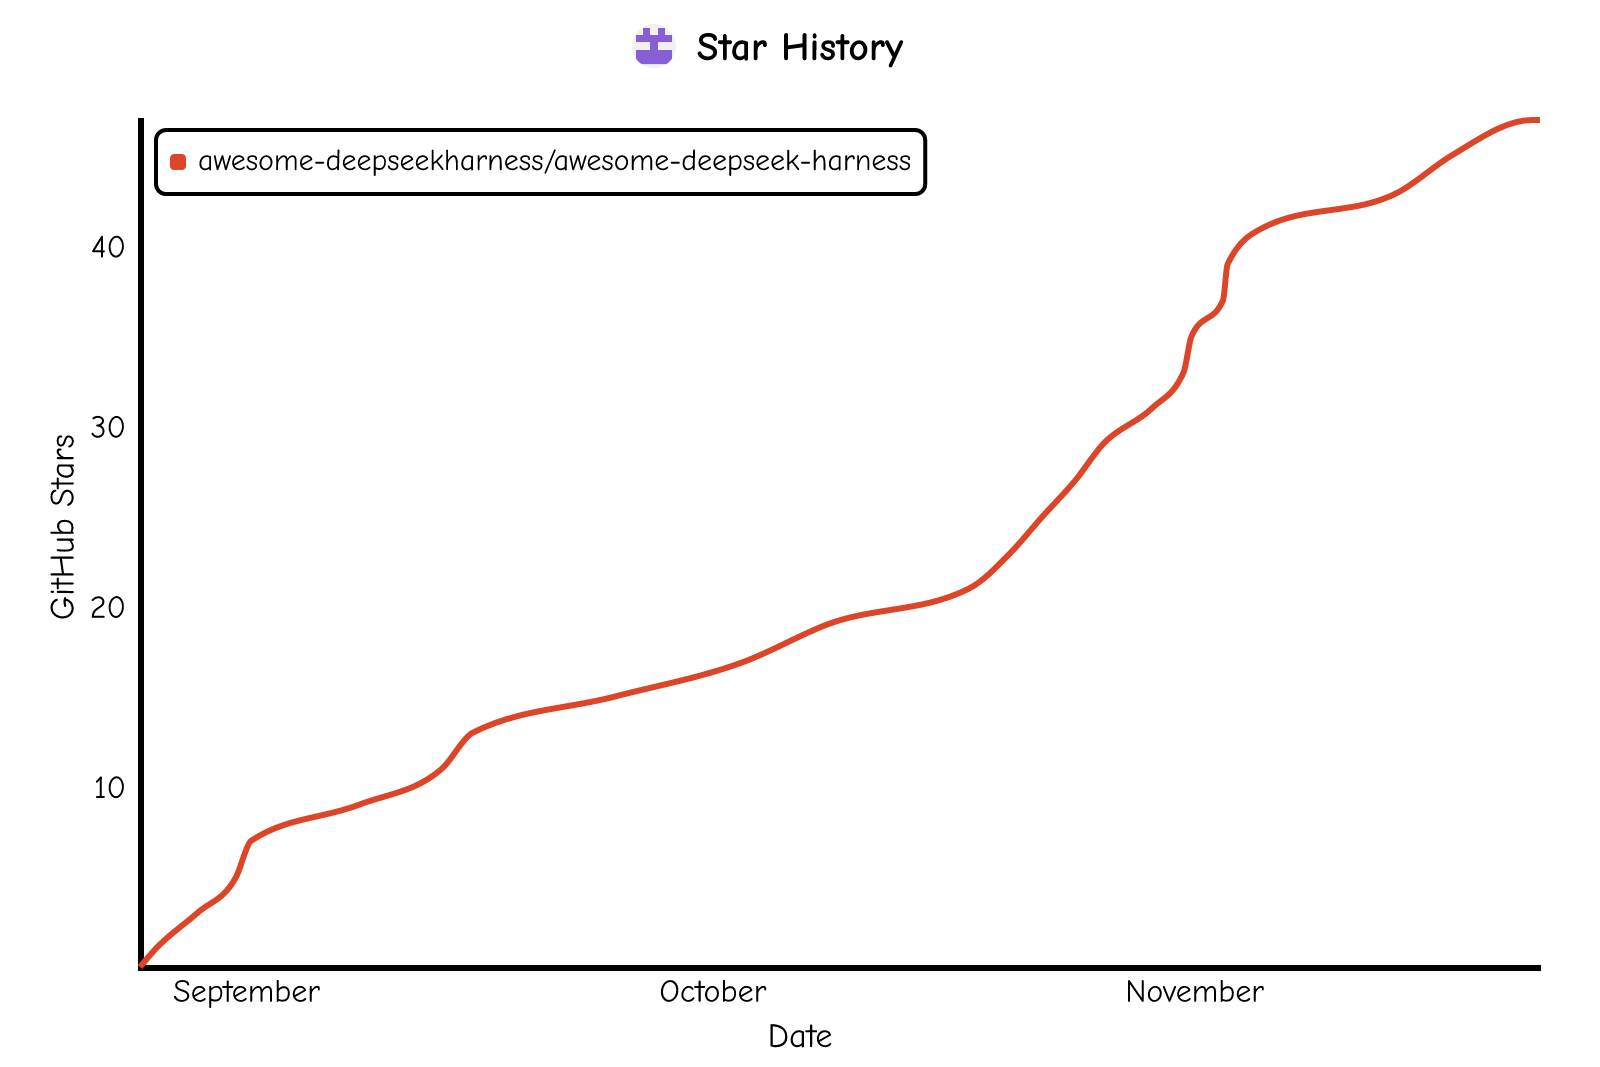 Star History
awesome-deepseekharness/awesome-deepseek-harness
40
30
20
10
GitHub Stars
September
October
November
Date